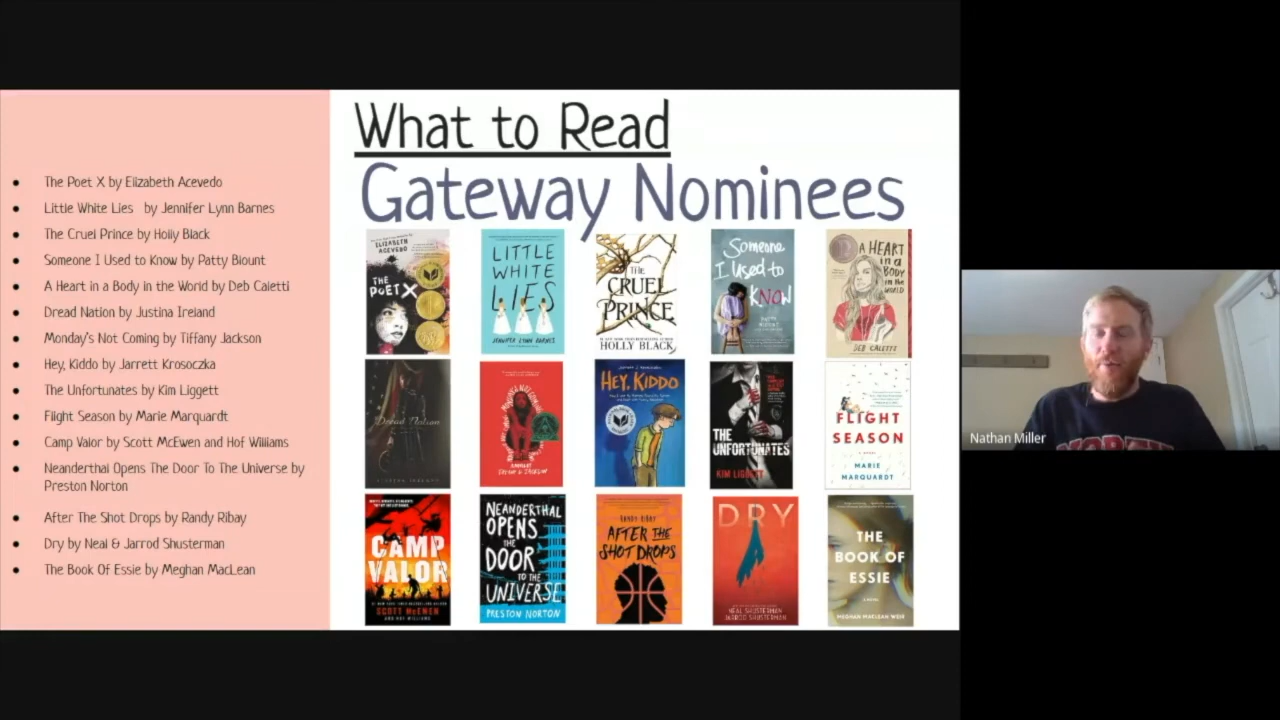 What to Read
Gateway Nominees
The Poet X by Elizabeth Acevedo
Little White Lies by Jennifer Lynn Barnes
The Cruel Prince by Holly Black
Someone I Used to Know by Patty Blount
A Heart in a Body in the World by Deb Caletti
Dread Nation by Justina Ireland
Monday's Not Coming by Tiffany Jackson
Hey, Kiddo by Jarrett Krosoczka
The Unfortunates by Kim Liggett
Flight Season by Marie Marquardt
Camp Valor by Scott McEwen and Hof Williams
Neanderthal Opens The Door To The Universe by
Preston Norton
After The Shot Drops by Randy Ribay
Dry by Neal & Jarrod Shusterman
The Book Of Essie by Meghan MacLean
ELIZABETH
ACEVEDO
THE
POET X
LITTLE
WHITE
LIES
JENNIFER LYNN BARNES
THE
CRUEL
PRINCE
HOLLY BLACK
Someone
I Used to
KNOW
A HEART
in a
BODY
in the
WORLD
DEB CALETTI
Dread Nation
HEY, KIDDO
THE
UNFORTUNATES
KIM LIGGETT
FLIGHT
SEASON
MARIE
MARQUARDT
CAMP
VALOR
SCOTT McEWEN
NEANDERTHAL
OPENS
THE
DOOR
TO THE
UNIVERSE
PRESTON NORTON
RANDY RIBAY
AFTER THE
SHOT DROPS
DRY
NEAL SHUSTERMAN
JARROD SHUSTERMAN
THE
BOOK OF
ESSIE
A NOVEL
MEGHAN MACLEAN WEIR
Nathan Miller